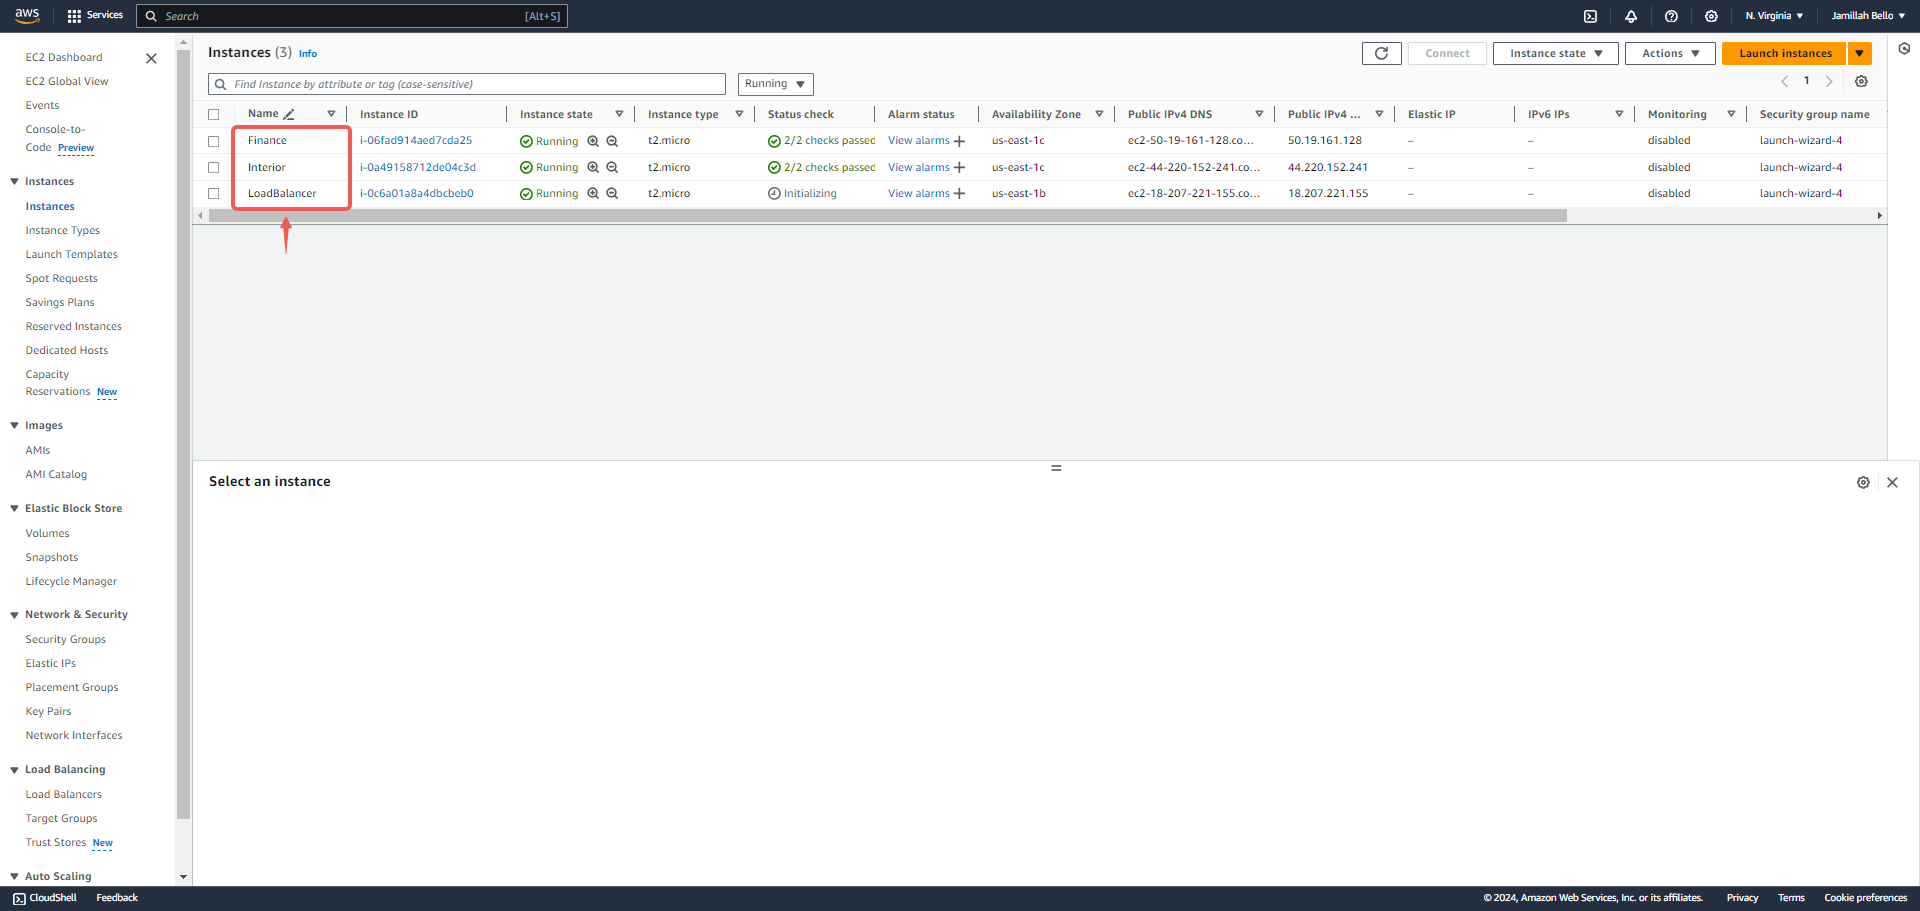 aws Services Search [Alt+S] N. Virginia Jamillah Bello
EC2 Dashboard
EC2 Global View
Events
Console-to-
Code Preview
Instances
Instances
Instance Types
Launch Templates
Spot Requests
Savings Plans
Reserved Instances
Dedicated Hosts
Capacity
Reservations New
Images
AMIs
AMI Catalog
Elastic Block Store
Volumes
Snapshots
Lifecycle Manager
Network & Security
Security Groups
Elastic IPs
Placement Groups
Key Pairs
Network Interfaces
Load Balancing
Load Balancers
Target Groups
Trust Stores New
Auto Scaling
Instances (3) Info Connect Instance state Actions Launch instances
Find Instance by attribute or tag (case-sensitive) Running 1
Name Instance ID Instance state Instance type Status check Alarm status Availability Zone Public IPv4 DNS Public IPv4 ... Elastic IP IPv6 IPs Monitoring Security group name
Finance i-06fad914aed7cda25 Running t2.micro 2/2 checks passed View alarms us-east-1c ec2-50-19-161-128.co... 50.19.161.128 – – disabled launch-wizard-4
Interior i-0a49158712de04c3d Running t2.micro 2/2 checks passed View alarms us-east-1c ec2-44-220-152-241.co... 44.220.152.241 – – disabled launch-wizard-4
LoadBalancer i-0c6a01a8a4dbcbeb0 Running t2.micro Initializing View alarms us-east-1b ec2-18-207-221-155.co... 18.207.221.155 – – disabled launch-wizard-4
Select an instance
CloudShell Feedback © 2024, Amazon Web Services, Inc. or its affiliates. Privacy Terms Cookie preferences